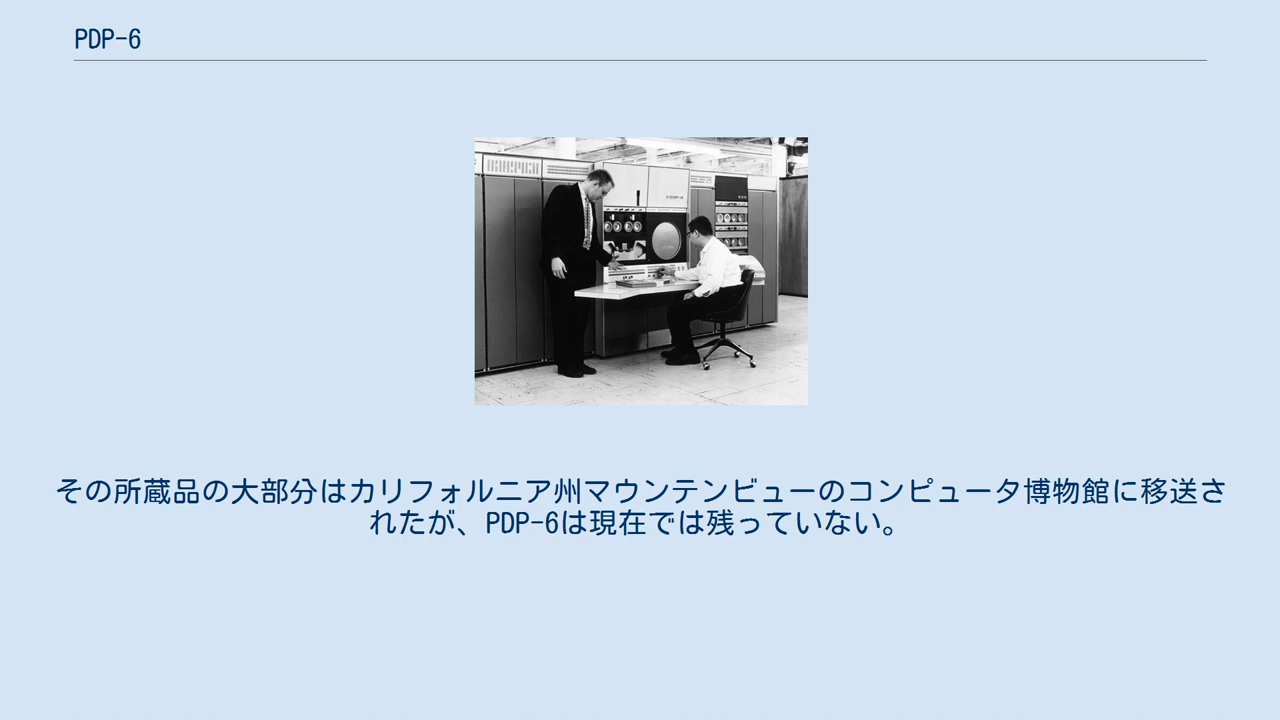 PDP-6
その所蔵品の大部分はカリフォルニア州マウンテンビューのコンピュータ博物館に移送さ
れたが、PDP-6は現在では残っていない。